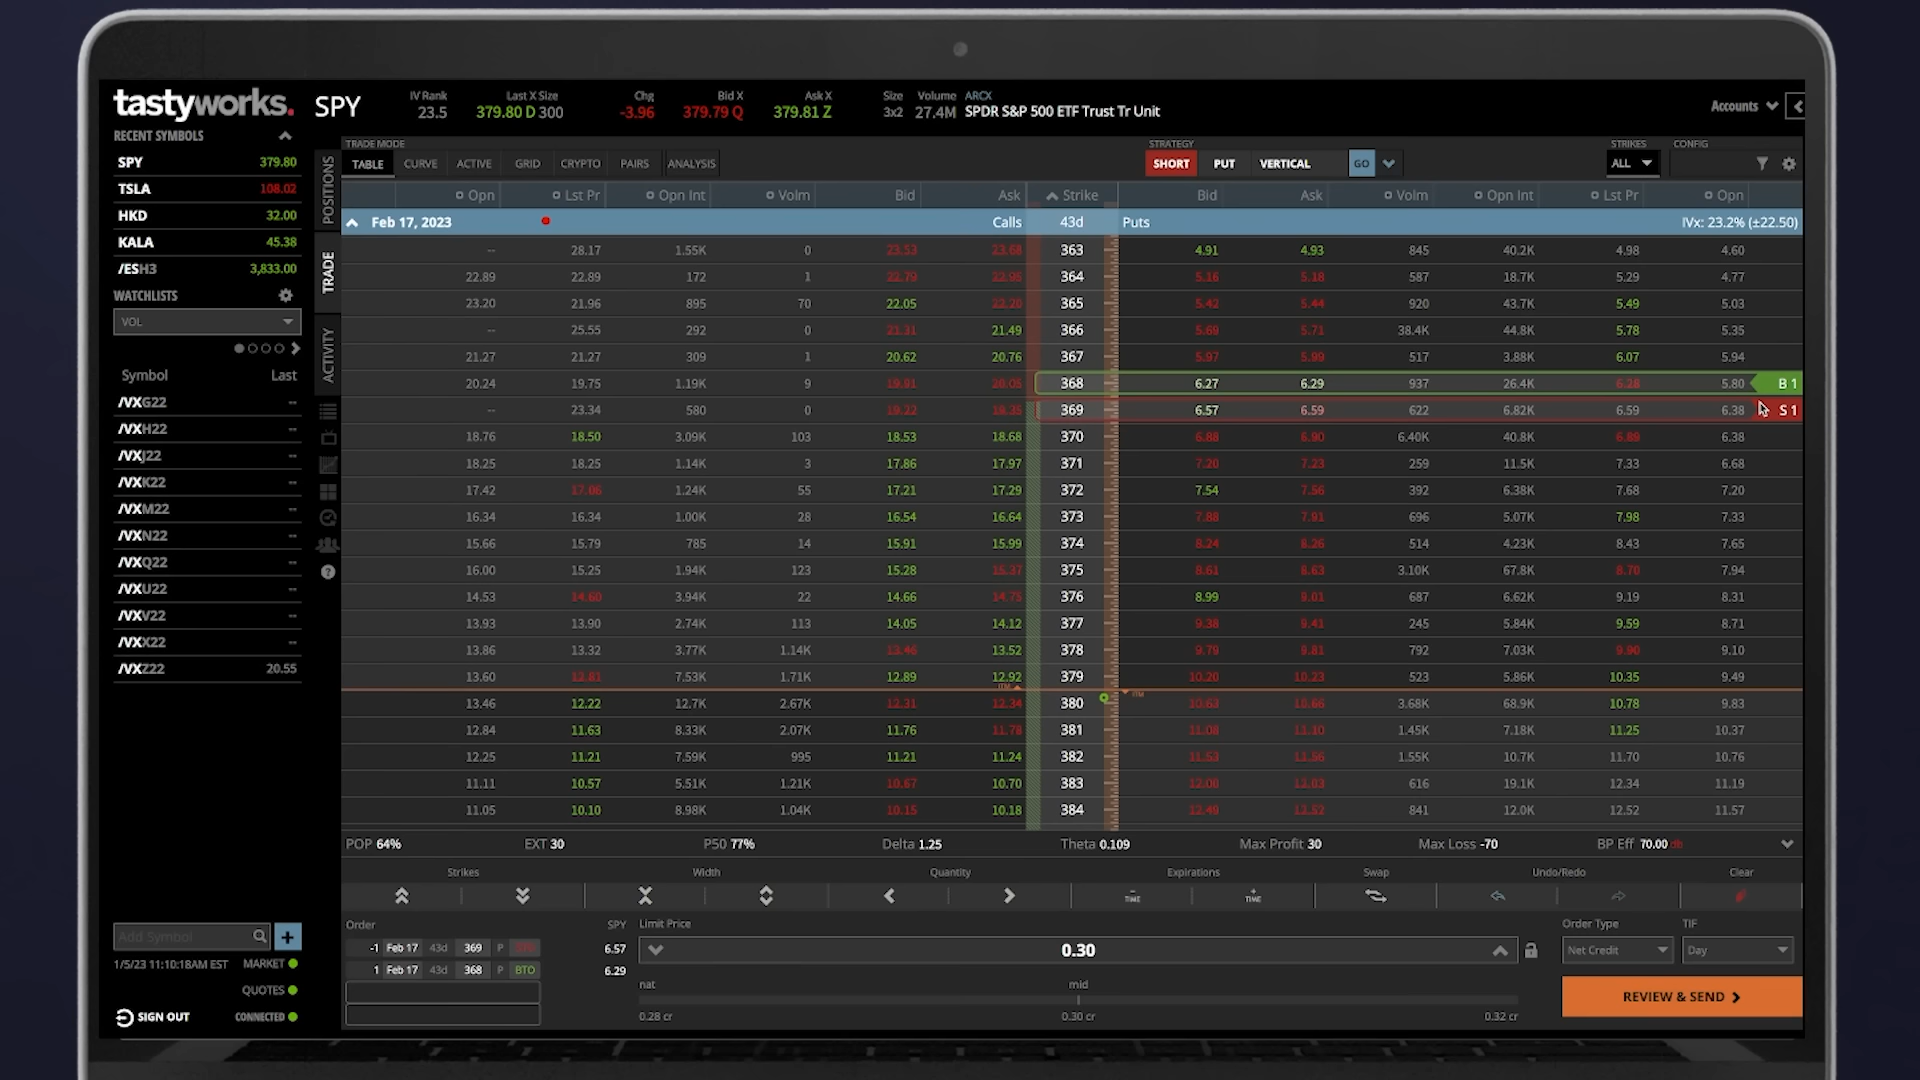 tastyworks.
SPY
IV Rank
23.5
Last X Size
379.80 D 300
Chg
-3.96
Bid X
379.79 Q
Ask X
379.81 Z
Size
3x2
Volume
27.4M
ARCX
SPDR S&P 500 ETF Trust Tr Unit
Accounts
RECENT SYMBOLS
SPY 379.80
TSLA 108.02
HKD 32.00
KALA 45.38
/ESH3 3,833.00
WATCHLISTS
VOL
Symbol Last
/VXG22 --
/VXH22 --
/VXJ22 --
/VXK22 --
/VXM22 --
/VXN22 --
/VXQ22 --
/VXU22 --
/VXV22 --
/VXX22 --
/VXZ22 20.55
Add Symbol
1/5/23 11:10:18AM EST MARKET
QUOTES
SIGN OUT CONNECTED
POSITIONS
TRADE
ACTIVITY
TRADE MODE
TABLE CURVE ACTIVE GRID CRYPTO PAIRS ANALYSIS
STRATEGY
SHORT PUT VERTICAL GO
STRIKES
ALL
CONFIG
Opn Lst Pr Opn Int Volm Bid Ask Strike Bid Ask Volm Opn Int Lst Pr Opn
Feb 17, 2023 Calls 43d Puts IVx: 23.2% (±22.50)
-- 28.17 1.55K 0 23.53 23.68 363 4.91 4.93 845 40.2K 4.98 4.60
22.89 22.89 172 1 22.79 22.95 364 5.16 5.18 587 18.7K 5.29 4.77
23.20 21.96 895 70 22.05 22.20 365 5.42 5.44 920 43.7K 5.49 5.03
-- 25.55 292 0 21.31 21.49 366 5.69 5.71 38.4K 44.8K 5.78 5.35
21.27 21.27 309 1 20.62 20.76 367 5.97 5.99 517 3.88K 6.07 5.94
20.24 19.75 1.19K 9 19.91 20.05 368 6.27 6.29 937 26.4K 6.28 5.80 B 1
-- 23.34 580 0 19.22 19.35 369 6.57 6.59 622 6.82K 6.59 6.38 S 1
18.76 18.50 3.09K 103 18.53 18.68 370 6.88 6.90 6.40K 40.8K 6.89 6.38
18.25 18.25 1.14K 3 17.86 17.97 371 7.20 7.23 259 11.5K 7.33 6.68
17.42 17.06 1.24K 55 17.21 17.29 372 7.54 7.56 392 6.38K 7.68 7.20
16.34 16.34 1.00K 28 16.54 16.64 373 7.88 7.91 696 5.07K 7.98 7.33
15.66 15.79 785 14 15.91 15.99 374 8.24 8.26 514 4.23K 8.43 7.65
16.00 15.25 1.94K 123 15.28 15.37 375 8.61 8.63 3.10K 67.8K 8.70 7.94
14.53 14.60 3.94K 22 14.66 14.75 376 8.99 9.01 687 6.62K 9.19 8.31
13.93 13.90 2.74K 113 14.05 14.12 377 9.38 9.41 245 5.84K 9.59 8.71
13.86 13.32 3.77K 1.14K 13.46 13.52 378 9.79 9.81 792 7.03K 9.90 9.10
13.60 12.81 7.53K 1.71K 12.89 12.92 379 10.20 10.23 523 5.86K 10.35 9.49
ITM ITM
13.46 12.22 12.7K 2.67K 12.31 12.34 380 10.63 10.66 3.68K 68.9K 10.78 9.83
12.84 11.63 8.33K 2.07K 11.76 11.78 381 11.08 11.10 1.45K 7.18K 11.25 10.37
12.25 11.21 7.59K 995 11.21 11.24 382 11.53 11.56 1.55K 10.7K 11.70 10.76
11.11 10.57 5.51K 1.21K 10.67 10.70 383 12.00 12.03 616 19.1K 12.34 11.19
11.05 10.10 8.98K 1.04K 10.15 10.18 384 12.49 12.52 841 12.0K 12.52 11.57
POP 64% EXT 30 P50 77% Delta 1.25 Theta 0.109 Max Profit 30 Max Loss -70 BP Eff 70.00 db
Strikes Width Quantity Expirations Swap Undo/Redo Clear
TIME TIME
Order SPY Limit Price Order Type TIF
-1 Feb 17 43d 369 P 6.57
1 Feb 17 43d 368 P BTO 6.29
0.30
Net Credit Day
nat mid
0.28 cr 0.30 cr 0.32 cr
REVIEW & SEND